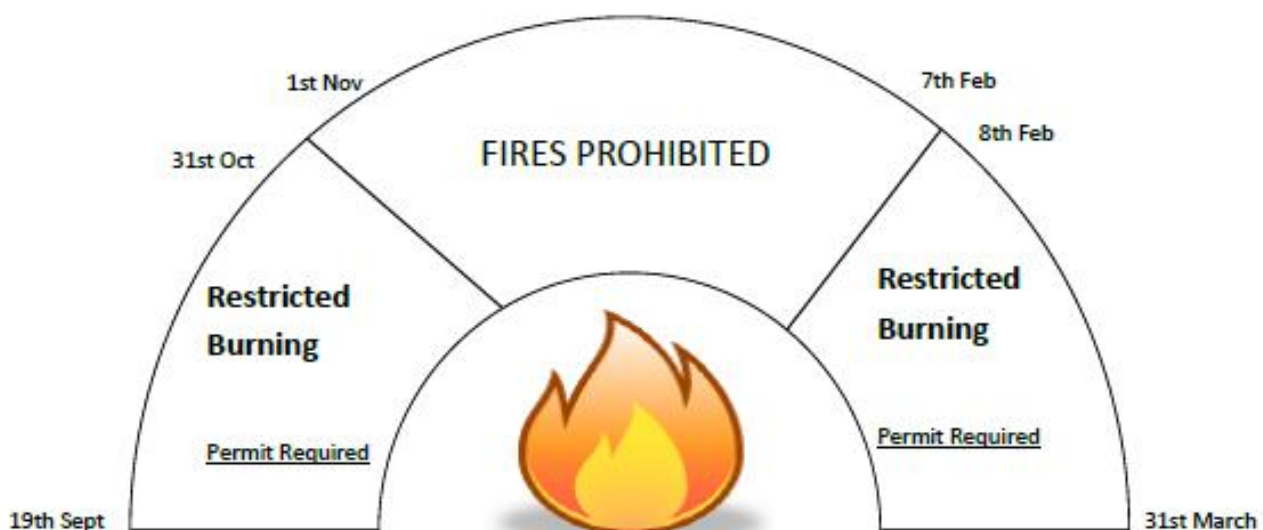 1st Nov
7th Feb
31st Oct
FIRES PROHIBITED
8th Feb
Restricted
Burning
Restricted
Burning
Permit Required
Permit Required
19th Sept
31st March